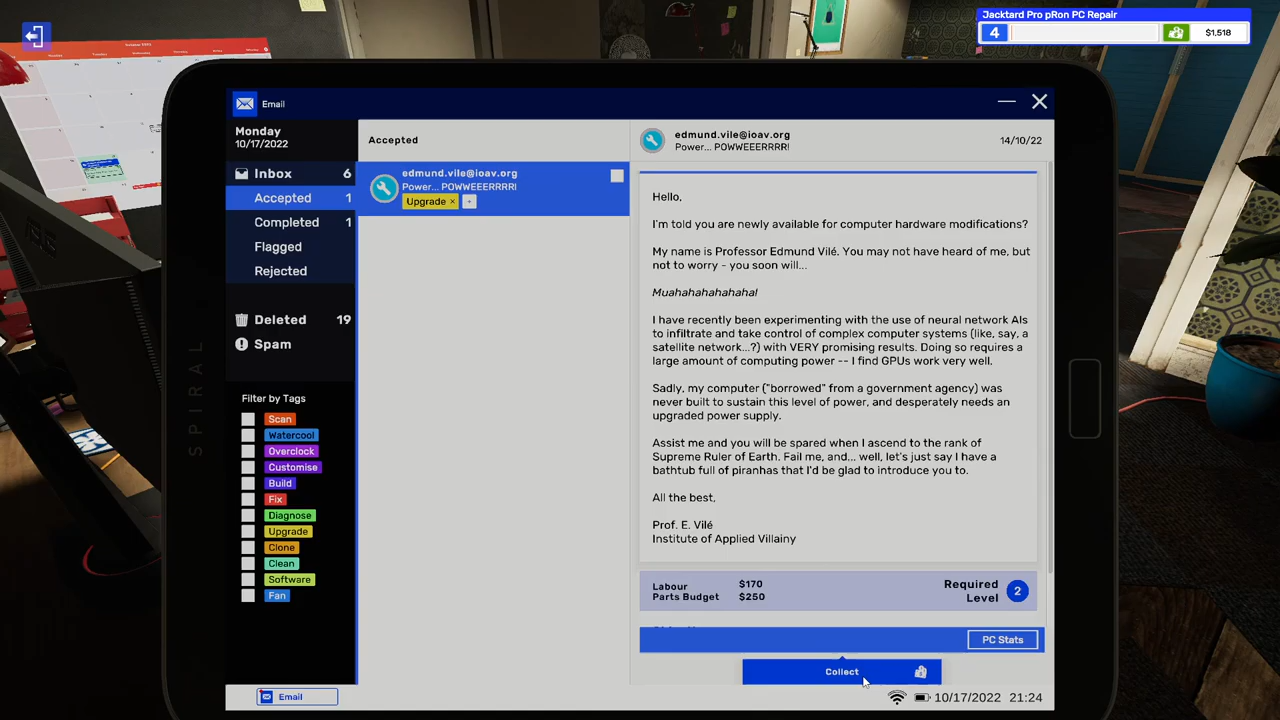 Jacktard Pro pRon PC Repair
4
$1,518
Email
Monday
10/17/2022
Inbox 6
Accepted 1
Completed 1
Flagged
Rejected
Deleted 19
Spam
Filter by Tags
Scan
Watercool
Overclock
Customise
Build
Fix
Diagnose
Upgrade
Clone
Clean
Software
Fan
Accepted
edmund.vile@ioav.org
Power... POWWEEERRRR!
Upgrade ×
+
edmund.vile@ioav.org
Power... POWWEEERRRR!
14/10/22
Hello,
I'm told you are newly available for computer hardware modifications?
My name is Professor Edmund Vilé. You may not have heard of me, but
not to worry - you soon will...
Muahahahahahaha!
I have recently been experimenting with the use of neural network AIs
to infiltrate and take control of complex computer systems (like, say, a
satellite network...?) with VERY promising results. Doing so requires a
large amount of computing power -- I find GPUs work very well.
Sadly, my computer ("borrowed" from a government agency) was
never built to sustain this level of power, and desperately needs an
upgraded power supply.
Assist me and you will be spared when I ascend to the rank of
Supreme Ruler of Earth. Fail me, and... well, let's just say I have a
bathtub full of piranhas that I'd be glad to introduce you to.
All the best,
Prof. E. Vilé
Institute of Applied Villainy
Labour $170
Parts Budget $250
Required
Level 2
PC Stats
Collect
SPIRAL
Email
10/17/2022 21:24